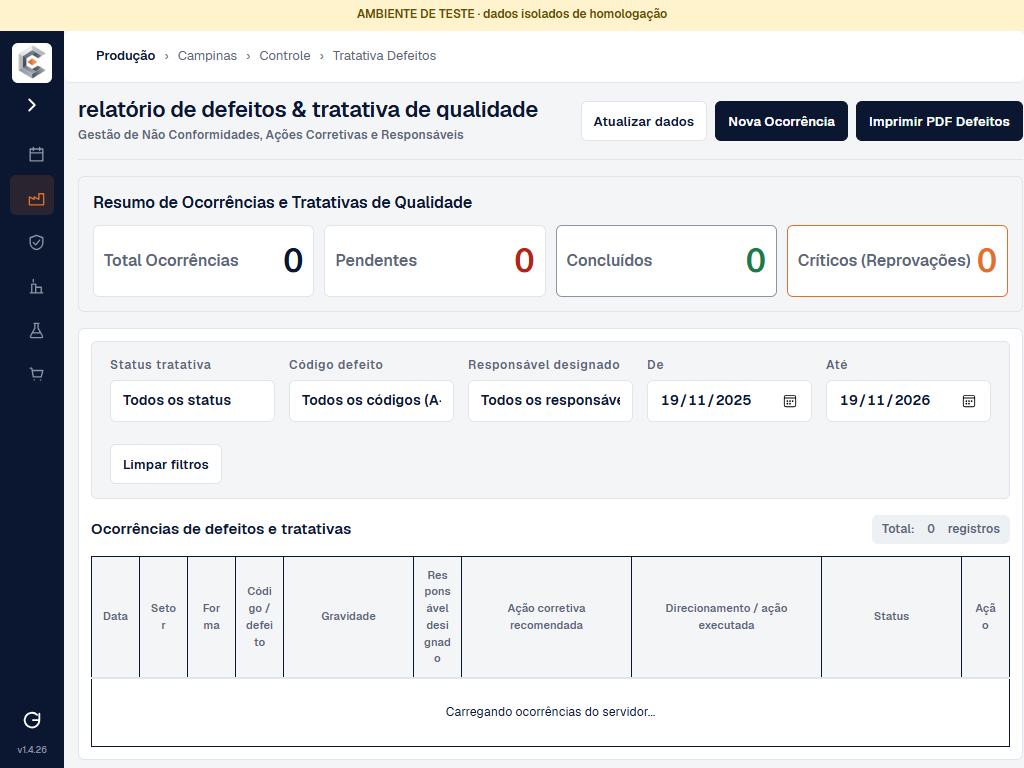 AMBIENTE DE TESTE · dados isolados de homologação
Produção › Campinas › Controle › Tratativa Defeitos
relatório de defeitos & tratativa de qualidade
Gestão de Não Conformidades, Ações Corretivas e Responsáveis
Atualizar dados
Nova Ocorrência
Imprimir PDF Defeitos
Resumo de Ocorrências e Tratativas de Qualidade
Total Ocorrências 0
Pendentes 0
Concluídos 0
Críticos (Reprovações) 0
Status tratativa
Todos os status
Código defeito
Todos os códigos (A-
Responsável designado
Todos os responsáve
De
19/11/2025
Até
19/11/2026
Limpar filtros
Ocorrências de defeitos e tratativas
Total: 0 registros
Data
Seto
r
For
ma
Códi
go /
defei
to
Gravidade
Res
pons
ável
desi
gnad
o
Ação corretiva
recomendada
Direcionamento / ação
executada
Status
Açã
o
Carregando ocorrências do servidor...
v1.4.26